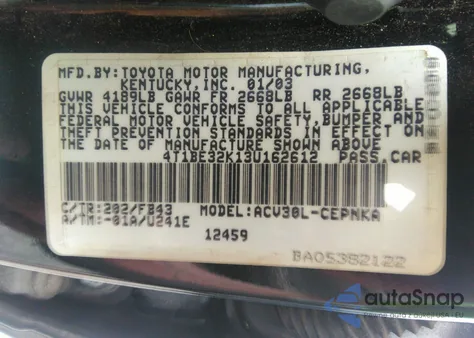 MFD.BY:TOYOTA MOTOR MANUFACTURING,
KENTUCKY,INC. 01/03
GVWR 4189LB GAWR FR 2668LB RR 2668LB
THIS VEHICLE CONFORMS TO ALL APPLICABLE
FEDERAL MOTOR VEHICLE SAFETY,BUMPER AND
THEFT PREVENTION STANDARDS IN EFFECT ON
THE DATE OF MANUFACTURE SHOWN ABOVE.
4T1BE32K13U162612 PASS.CAR
C/TR:202/FB43 MODEL:ACV30L-CEPNKA
A/TM:-01A/U241E
12459
BA05382122
autoSnap